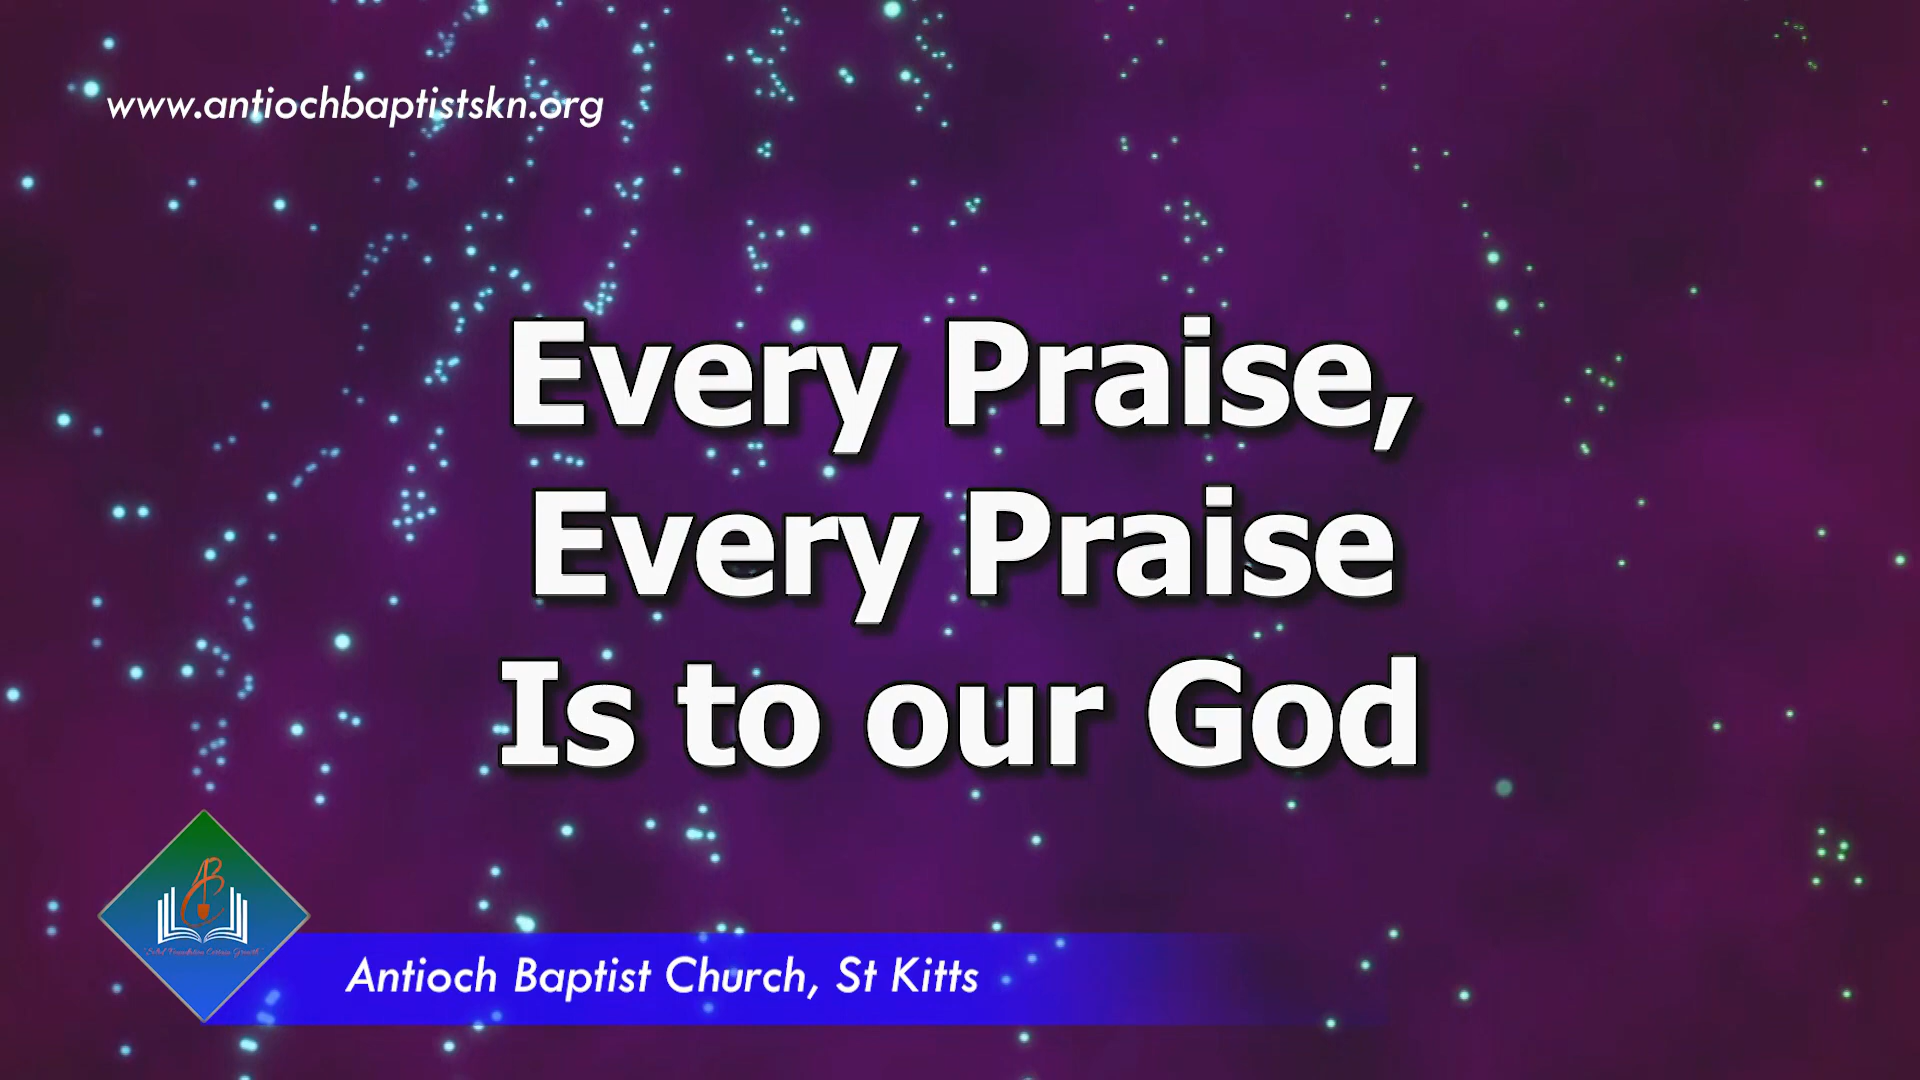 www.antiochbaptistskn.org
Every Praise,
Every Praise
Is to our God
Antioch Baptist Church, St Kitts